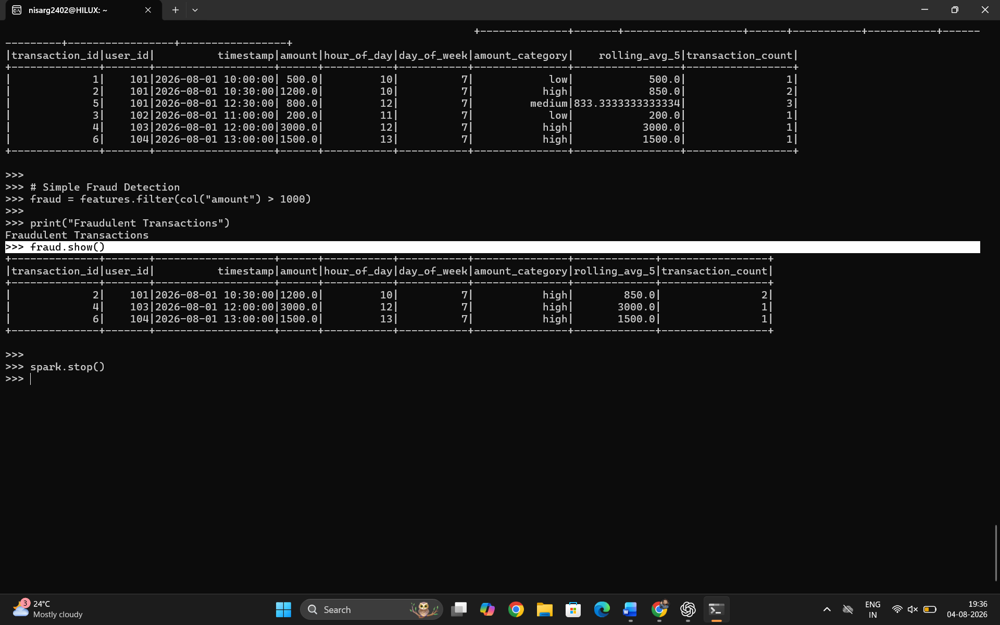 nisarg2402@HILUX: ~
+--------------+-------+-------------------+------+-----------+-----------+------
---------+-----------------+-----------------+
|transaction_id|user_id|          timestamp|amount|hour_of_day|day_of_week|amount_category|    rolling_avg_5|transaction_count|
+--------------+-------+-------------------+------+-----------+-----------+---------------+-----------------+-----------------+
|             1|    101|2026-08-01 10:00:00| 500.0|         10|          7|            low|            500.0|                1|
|             2|    101|2026-08-01 10:30:00|1200.0|         10|          7|           high|            850.0|                2|
|             5|    101|2026-08-01 12:30:00| 800.0|         12|          7|         medium|833.3333333333334|                3|
|             3|    102|2026-08-01 11:00:00| 200.0|         11|          7|            low|            200.0|                1|
|             4|    103|2026-08-01 12:00:00|3000.0|         12|          7|           high|           3000.0|                1|
|             6|    104|2026-08-01 13:00:00|1500.0|         13|          7|           high|           1500.0|                1|
+--------------+-------+-------------------+------+-----------+-----------+---------------+-----------------+-----------------+
>>>
>>> # Simple Fraud Detection
>>> fraud = features.filter(col("amount") > 1000)
>>>
>>> print("Fraudulent Transactions")
Fraudulent Transactions
>>> fraud.show()
+--------------+-------+-------------------+------+-----------+-----------+---------------+-------------+-----------------+
|transaction_id|user_id|          timestamp|amount|hour_of_day|day_of_week|amount_category|rolling_avg_5|transaction_count|
+--------------+-------+-------------------+------+-----------+-----------+---------------+-------------+-----------------+
|             2|    101|2026-08-01 10:30:00|1200.0|         10|          7|           high|        850.0|                2|
|             4|    103|2026-08-01 12:00:00|3000.0|         12|          7|           high|       3000.0|                1|
|             6|    104|2026-08-01 13:00:00|1500.0|         13|          7|           high|       1500.0|                1|
+--------------+-------+-------------------+------+-----------+-----------+---------------+-------------+-----------------+
>>>
>>> spark.stop()
>>>
3
24°C
Mostly cloudy
Search
ENG
IN
19:36
04-08-2026